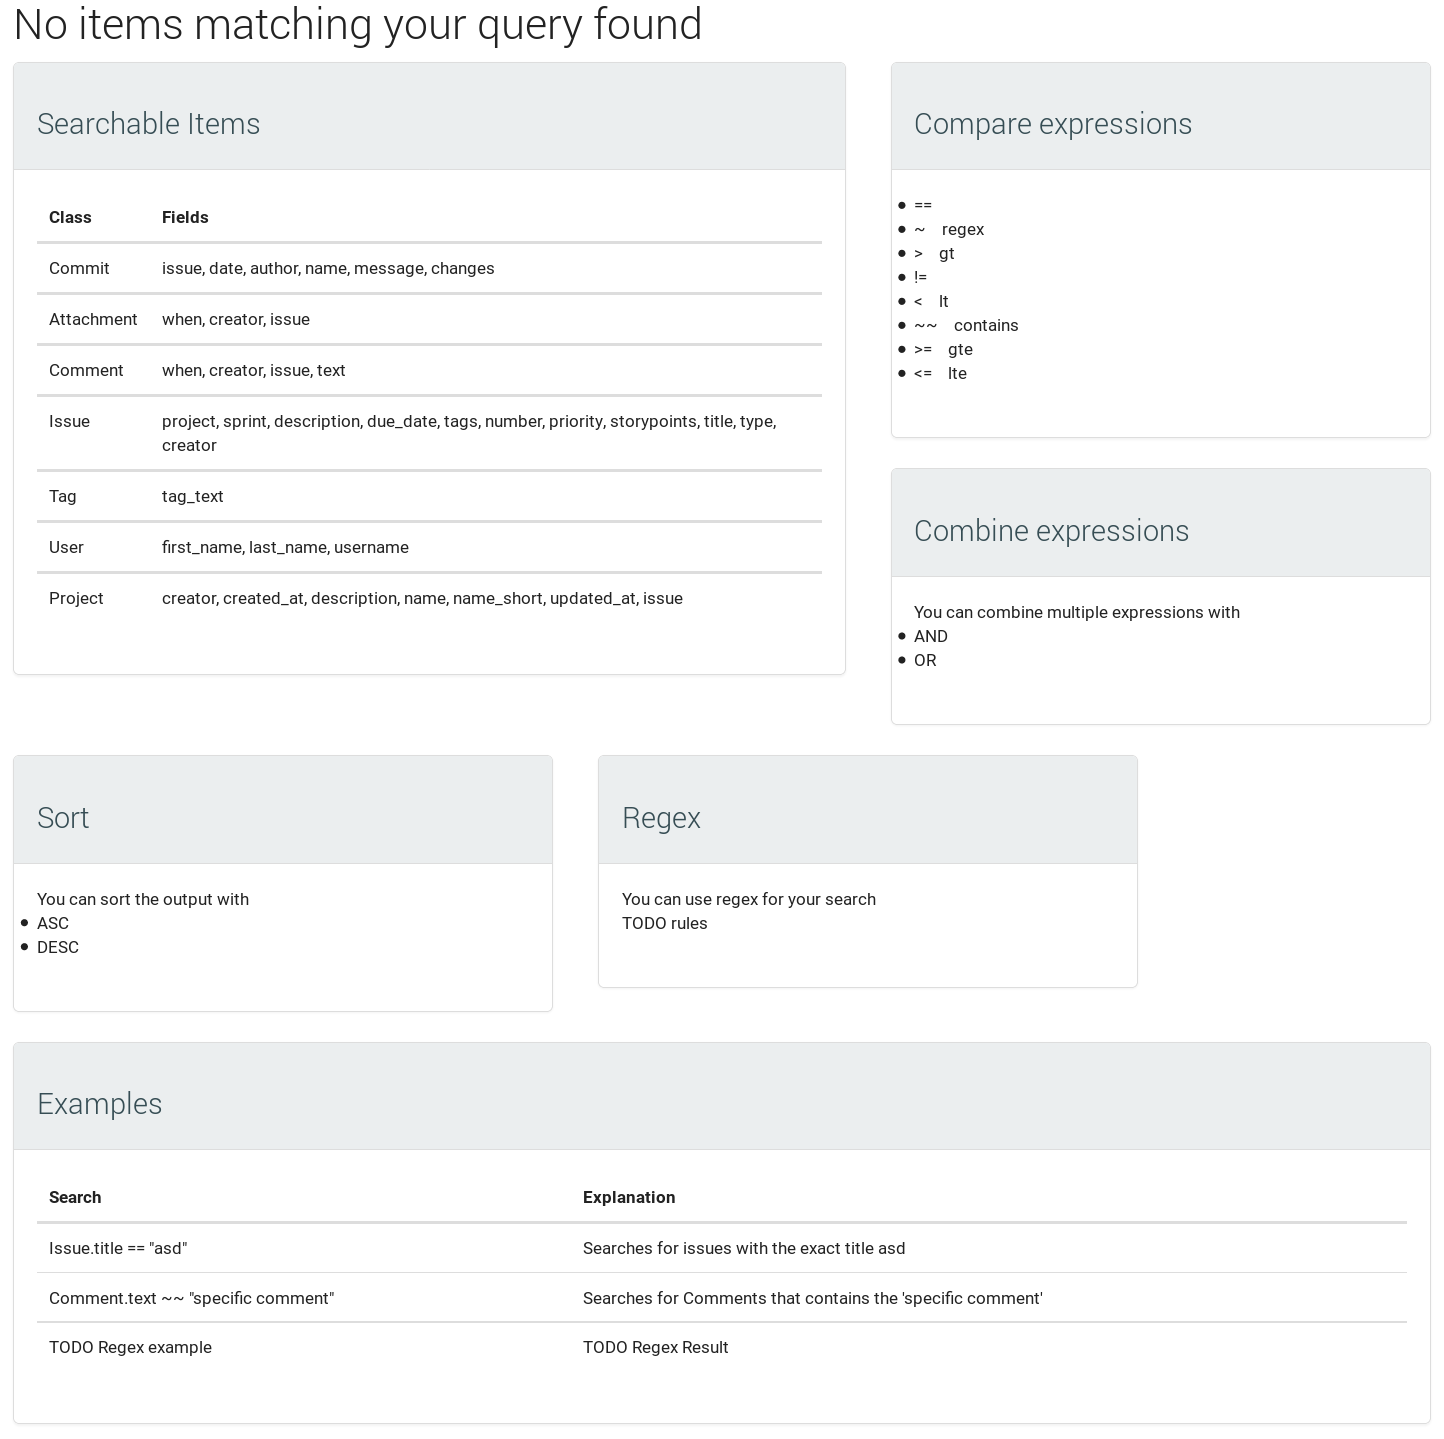 No items matching your query found
Searchable Items
Class Fields
Commit issue, date, author, name, message, changes
Attachment when, creator, issue
Comment when, creator, issue, text
Issue project, sprint, description, due_date, tags, number, priority, storypoints, title, type,
creator
Tag tag_text
User first_name, last_name, username
Project creator, created_at, description, name, name_short, updated_at, issue
Compare expressions
● ==
● ~ regex
● > gt
● !=
● < lt
● ~~ contains
● >= gte
● <= lte
Combine expressions
You can combine multiple expressions with
● AND
● OR
Sort
You can sort the output with
● ASC
● DESC
Regex
You can use regex for your search
TODO rules
Examples
Search Explanation
Issue.title == "asd" Searches for issues with the exact title asd
Comment.text ~~ "specific comment" Searches for Comments that contains the 'specific comment'
TODO Regex example TODO Regex Result